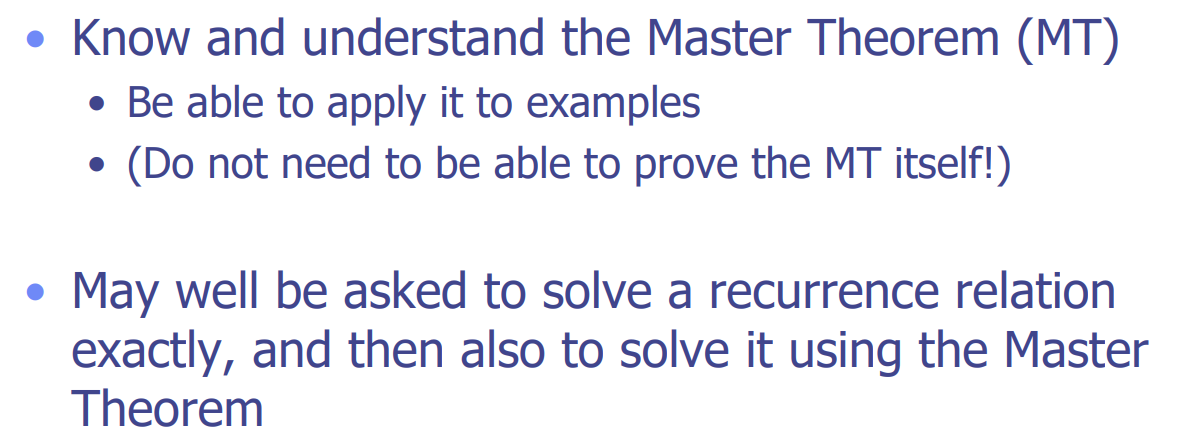 • Know and understand the Master Theorem (MT)
• Be able to apply it to examples
• (Do not need to be able to prove the MT itself!)
• May well be asked to solve a recurrence relation
exactly, and then also to solve it using the Master
Theorem